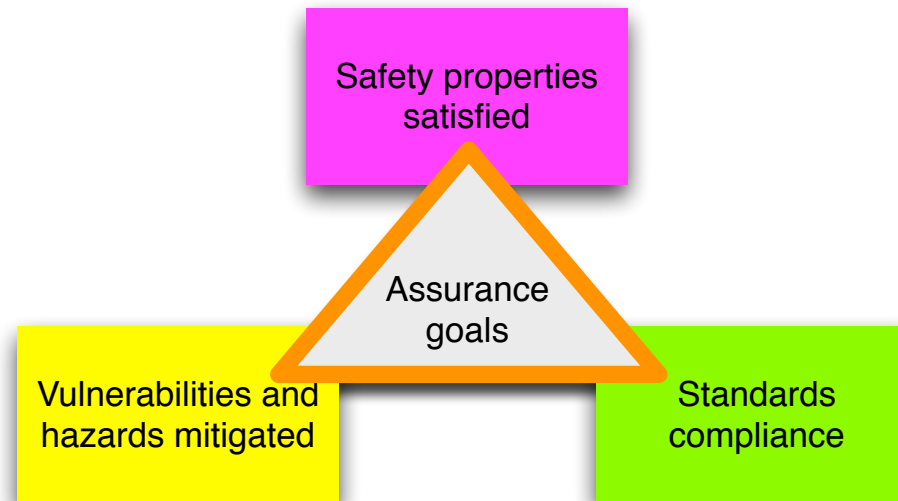 Safety properties
satisfied
Assurance
goals
Vulnerabilities and
hazards mitigated
Standards
compliance